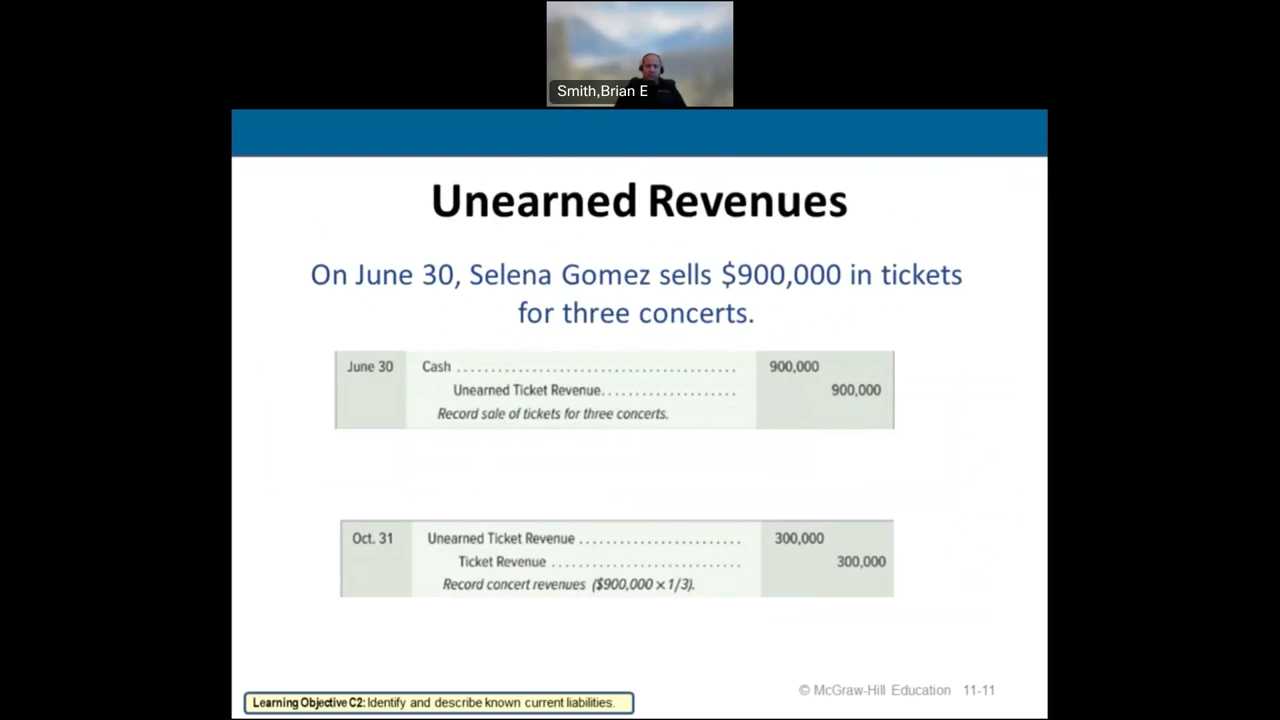 Smith,Brian E
Unearned Revenues
On June 30, Selena Gomez sells $900,000 in tickets
for three concerts.
June 30 Cash ................................................ 900,000
Unearned Ticket Revenue....................... 900,000
Record sale of tickets for three concerts.
Oct. 31 Unearned Ticket Revenue ........................... 300,000
Ticket Revenue ................................ 300,000
Record concert revenues ($900,000 × 1/3).
Learning Objective C2: Identify and describe known current liabilities.
© McGraw-Hill Education 11-11